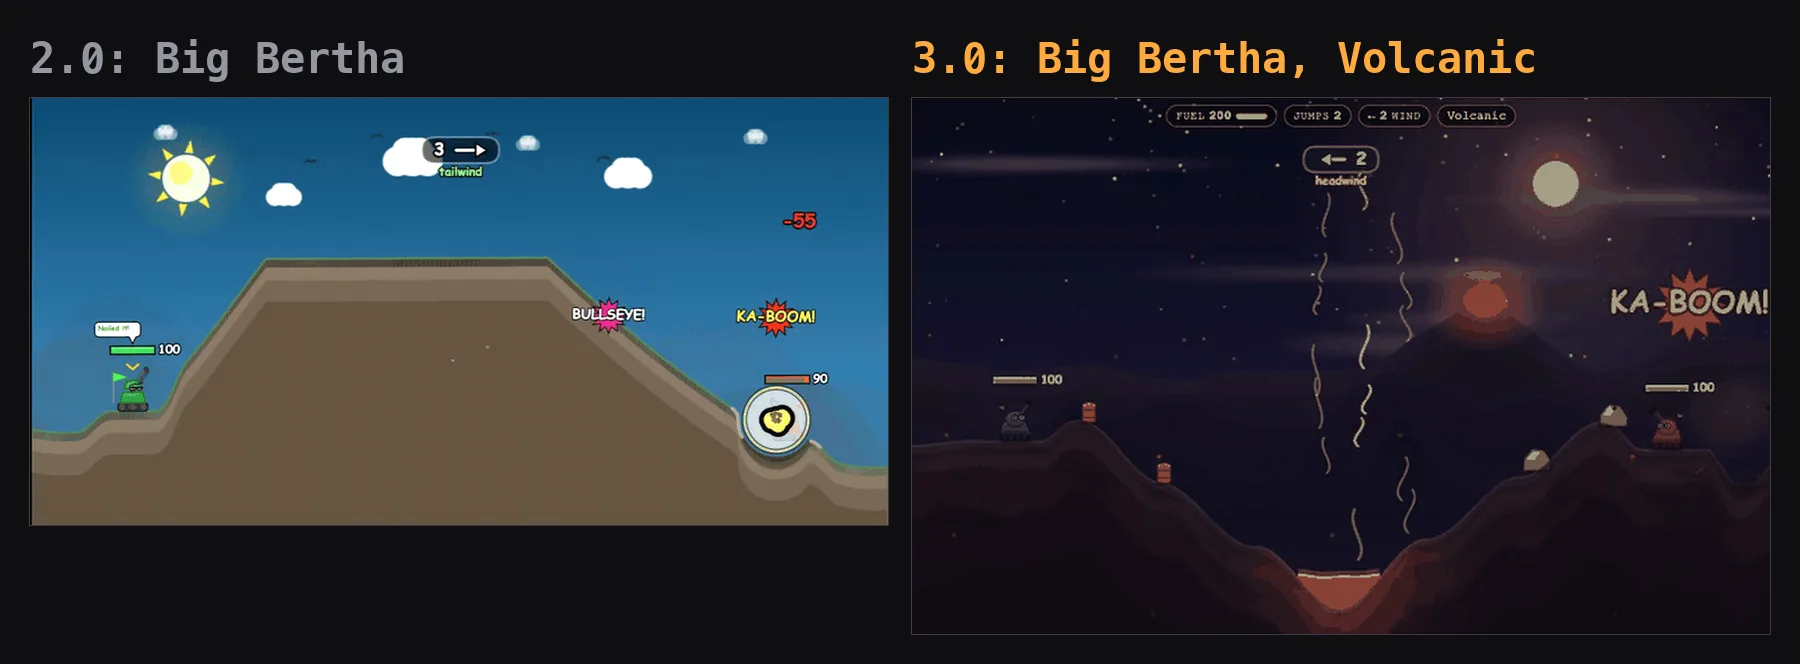 2.0: Big Bertha
3 →
tailwind
-55
BULLSEYE!
KA-BOOM!
Nailed it!
100
90
3.0: Big Bertha, Volcanic
FUEL 200
JUMPS 2
←2 WIND
Volcanic
← 2
headwind
KA-BOOM!
100
100